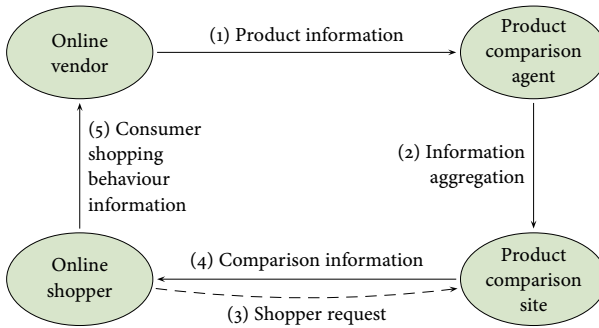 Online
vendor
(1) Product information
Product
comparison
agent
(5) Consumer
shopping
behaviour
information
(2) Information
aggregation
Online
shopper
(4) Comparison information
(3) Shopper request
Product
comparison
site